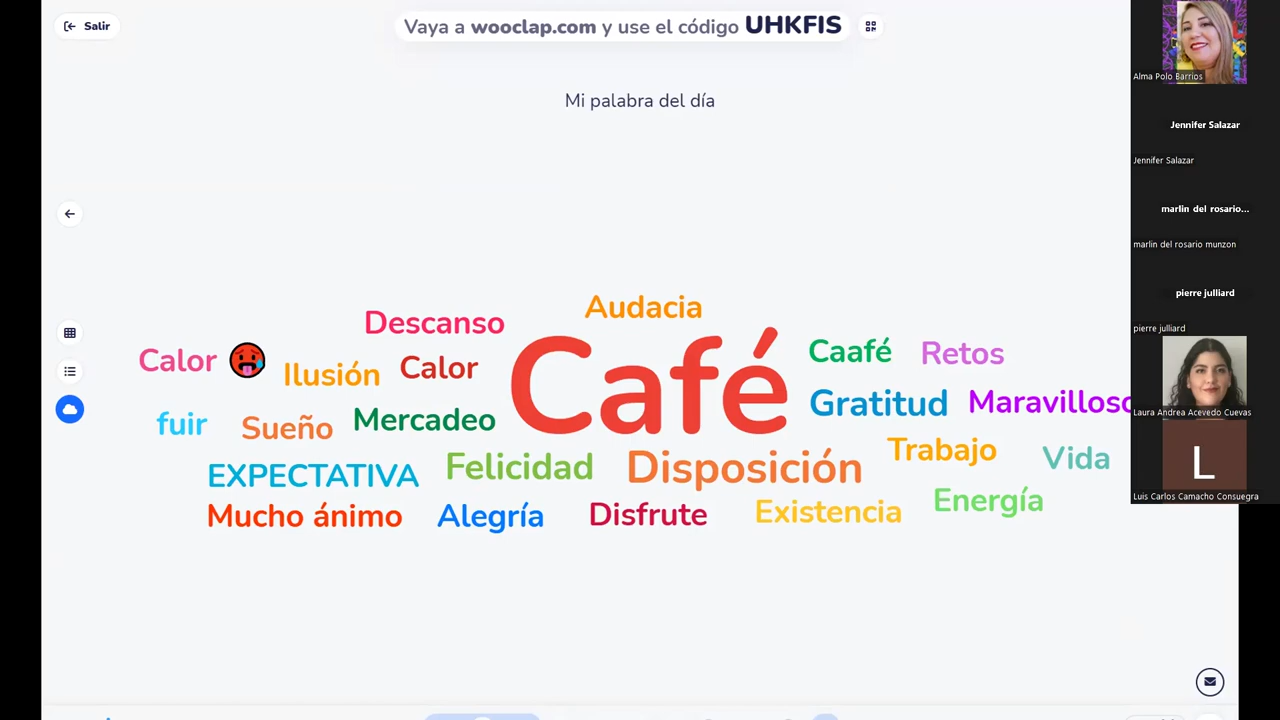 Salir
Vaya a wooclap.com y use el código UHKFIS
Mi palabra del día
Audacia
Descanso
Calor 🥵
Ilusión
Calor
Café
Caafé
Retos
fuir
Sueño
Mercadeo
Gratitud
Maravilloso
EXPECTATIVA
Felicidad
Disposición
Trabajo
Vida
Mucho ánimo
Alegría
Disfrute
Existencia
Energía
Alma Polo Barrios
Jennifer Salazar
Jennifer Salazar
marlin del rosario...
marlin del rosario munzon
pierre julliard
pierre julliard
Laura Andrea Acevedo Cuevas
L
Luis Carlos Camacho Consuegra